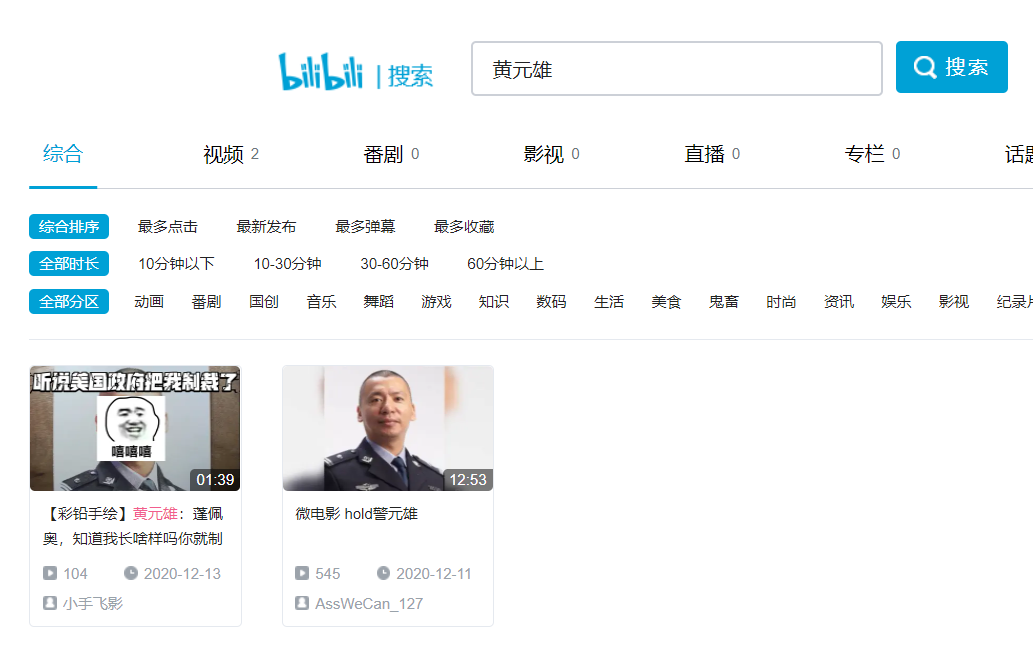 bilibili | 搜索
黄元雄
搜索
综合 视频 2 番剧 0 影视 0 直播 0 专栏 0 话题
综合排序 最多点击 最新发布 最多弹幕 最多收藏
全部时长 10分钟以下 10-30分钟 30-60分钟 60分钟以上
全部分区 动画 番剧 国创 音乐 舞蹈 游戏 知识 数码 生活 美食 鬼畜 时尚 资讯 娱乐 影视 纪录片
听说美国政府把我制裁了
嘻嘻嘻
01:39
【彩铅手绘】黄元雄：蓬佩
奥，知道我长啥样吗你就制
104 2020-12-13
小手飞影
12:53
微电影 hold警元雄
545 2020-12-11
AssWeCan_127